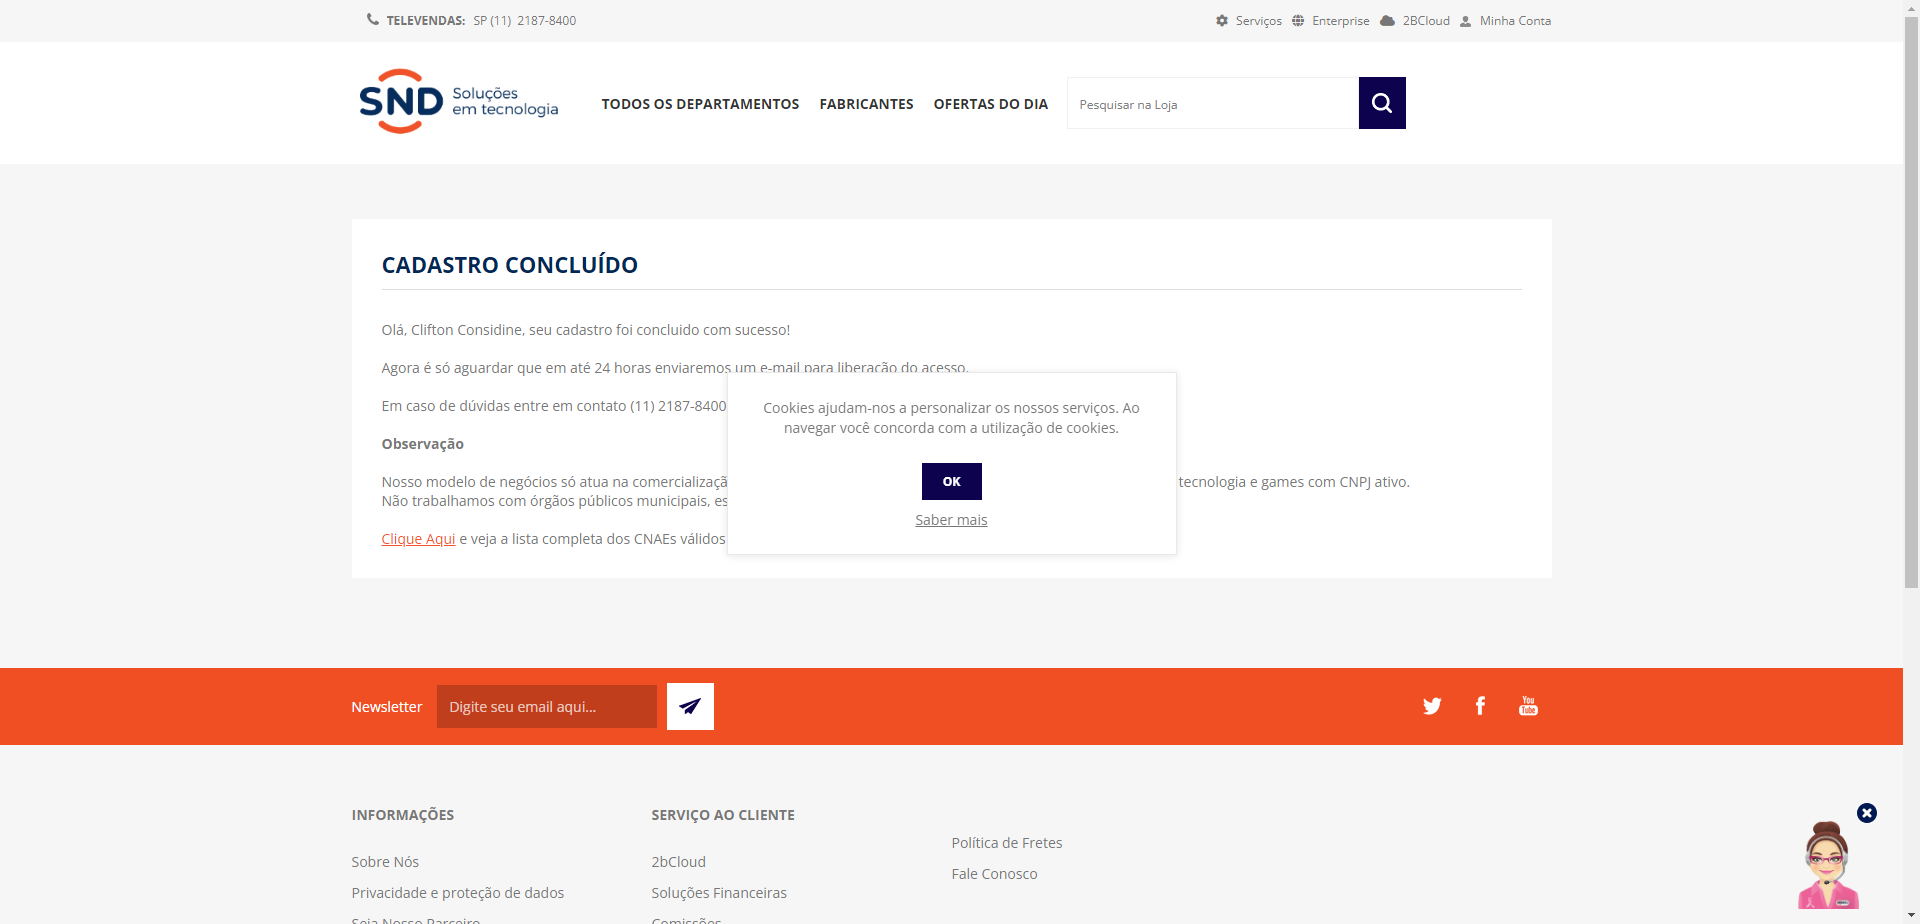 TELEVENDAS: SP (11) 2187-8400
Serviços Enterprise 2BCloud Minha Conta
SND Soluções em tecnologia
TODOS OS DEPARTAMENTOS FABRICANTES OFERTAS DO DIA Pesquisar na Loja
CADASTRO CONCLUÍDO
Olá, Clifton Considine, seu cadastro foi concluido com sucesso!
Agora é só aguardar que em até 24 horas enviaremos um e-mail para liberação do acesso.
Em caso de dúvidas entre em contato (11) 2187-8400
Observação
Nosso modelo de negócios só atua na tecnologia e games com CNPJ ativo.
Não trabalhamos com órgãos públicos municipais,
Clique Aqui e veja a lista completa dos CNAEs válidos
Cookies ajudam-nos a personalizar os nossos serviços. Ao
navegar você concorda com a utilização de cookies.
OK
Saber mais
Newsletter Digite seu email aqui...
You Tube
INFORMAÇÕES
Sobre Nós
Privacidade e proteção de dados
Seja Nosso Parceiro
SERVIÇO AO CLIENTE
2bCloud
Soluções Financeiras
Comissões
Política de Fretes
Fale Conosco